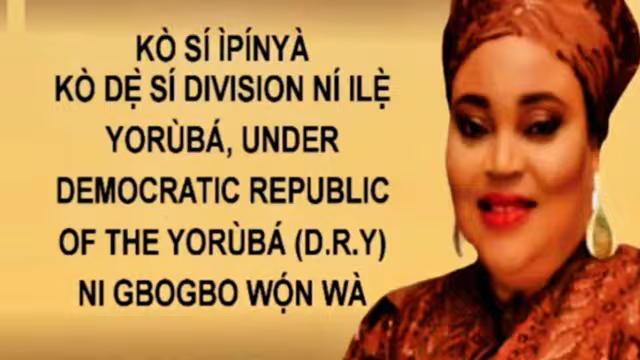 KÒ SÍ ÌPÍNYÀ
KÒ DẸ̀ SÍ DIVISION NÍ ILẸ̀
YORÙBÁ, UNDER
DEMOCRATIC REPUBLIC
OF THE YORÙBÁ (D.R.Y)
NI GBOGBO WỌ́N WÀ